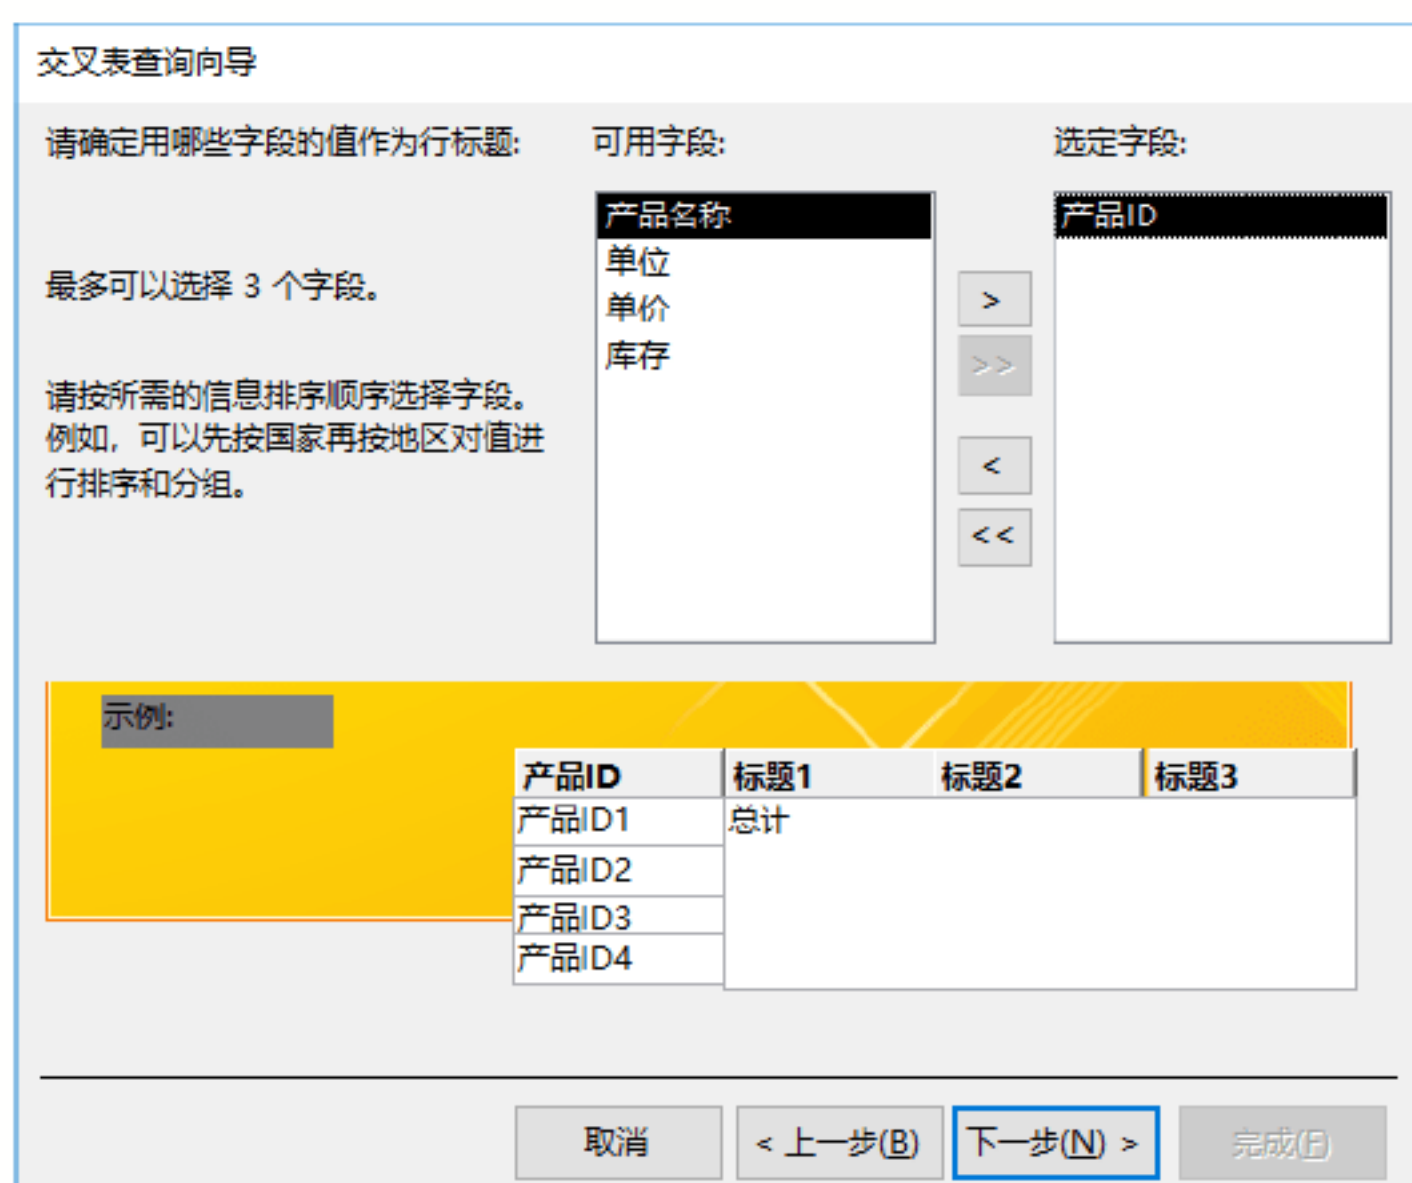 交叉表查询向导
请确定用哪些字段的值作为行标题:
可用字段:
选定字段:
产品名称
单位
单价
库存
产品ID
最多可以选择 3 个字段。
请按所需的信息排序顺序选择字段。
例如，可以先按国家再按地区对值进
行排序和分组。
>
>>
<
<<
示例:
产品ID 标题1 标题2 标题3
产品ID1 总计
产品ID2
产品ID3
产品ID4
取消 < 上一步(B) 下一步(N) > 完成(F)